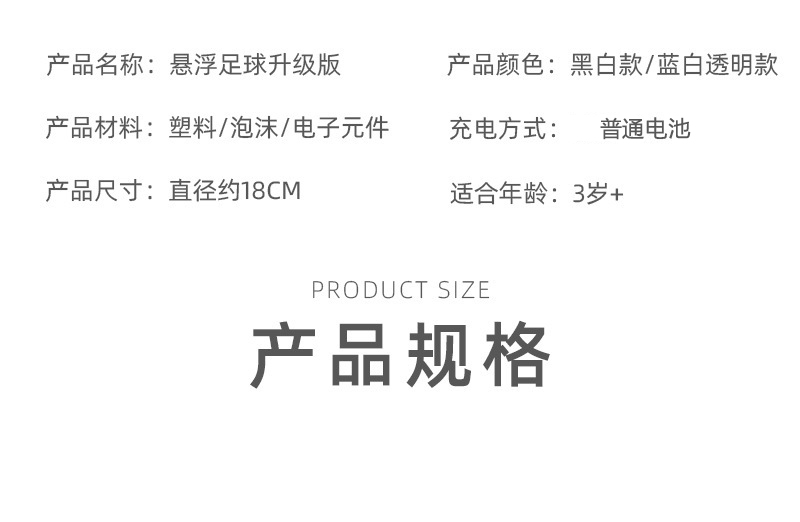 产品名称：悬浮足球升级版
产品颜色：黑白款/蓝白透明款
产品材料：塑料/泡沫/电子元件
充电方式：普通电池
产品尺寸：直径约18CM
适合年龄：3岁+
PRODUCT SIZE
产品规格